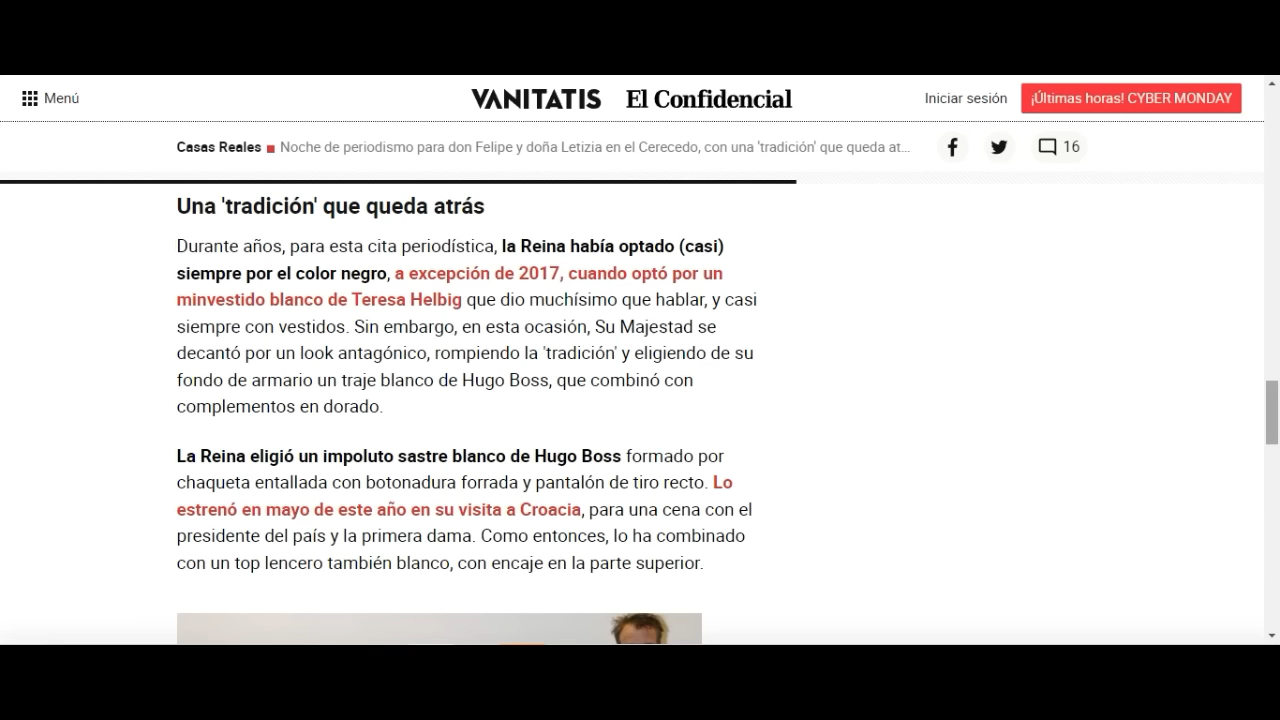 Menú
VANITATIS El Confidencial
Iniciar sesión
¡Últimas horas! CYBER MONDAY
Casas Reales Noche de periodismo para don Felipe y doña Letizia en el Cerecedo, con una 'tradición' que queda at...
16
Una 'tradición' que queda atrás
Durante años, para esta cita periodística, la Reina había optado (casi)
siempre por el color negro, a excepción de 2017, cuando optó por un
minvestido blanco de Teresa Helbig que dio muchísimo que hablar, y casi
siempre con vestidos. Sin embargo, en esta ocasión, Su Majestad se
decantó por un look antagónico, rompiendo la 'tradición' y eligiendo de su
fondo de armario un traje blanco de Hugo Boss, que combinó con
complementos en dorado.
La Reina eligió un impoluto sastre blanco de Hugo Boss formado por
chaqueta entallada con botonadura forrada y pantalón de tiro recto. Lo
estrenó en mayo de este año en su visita a Croacia, para una cena con el
presidente del país y la primera dama. Como entonces, lo ha combinado
con un top lencero también blanco, con encaje en la parte superior.